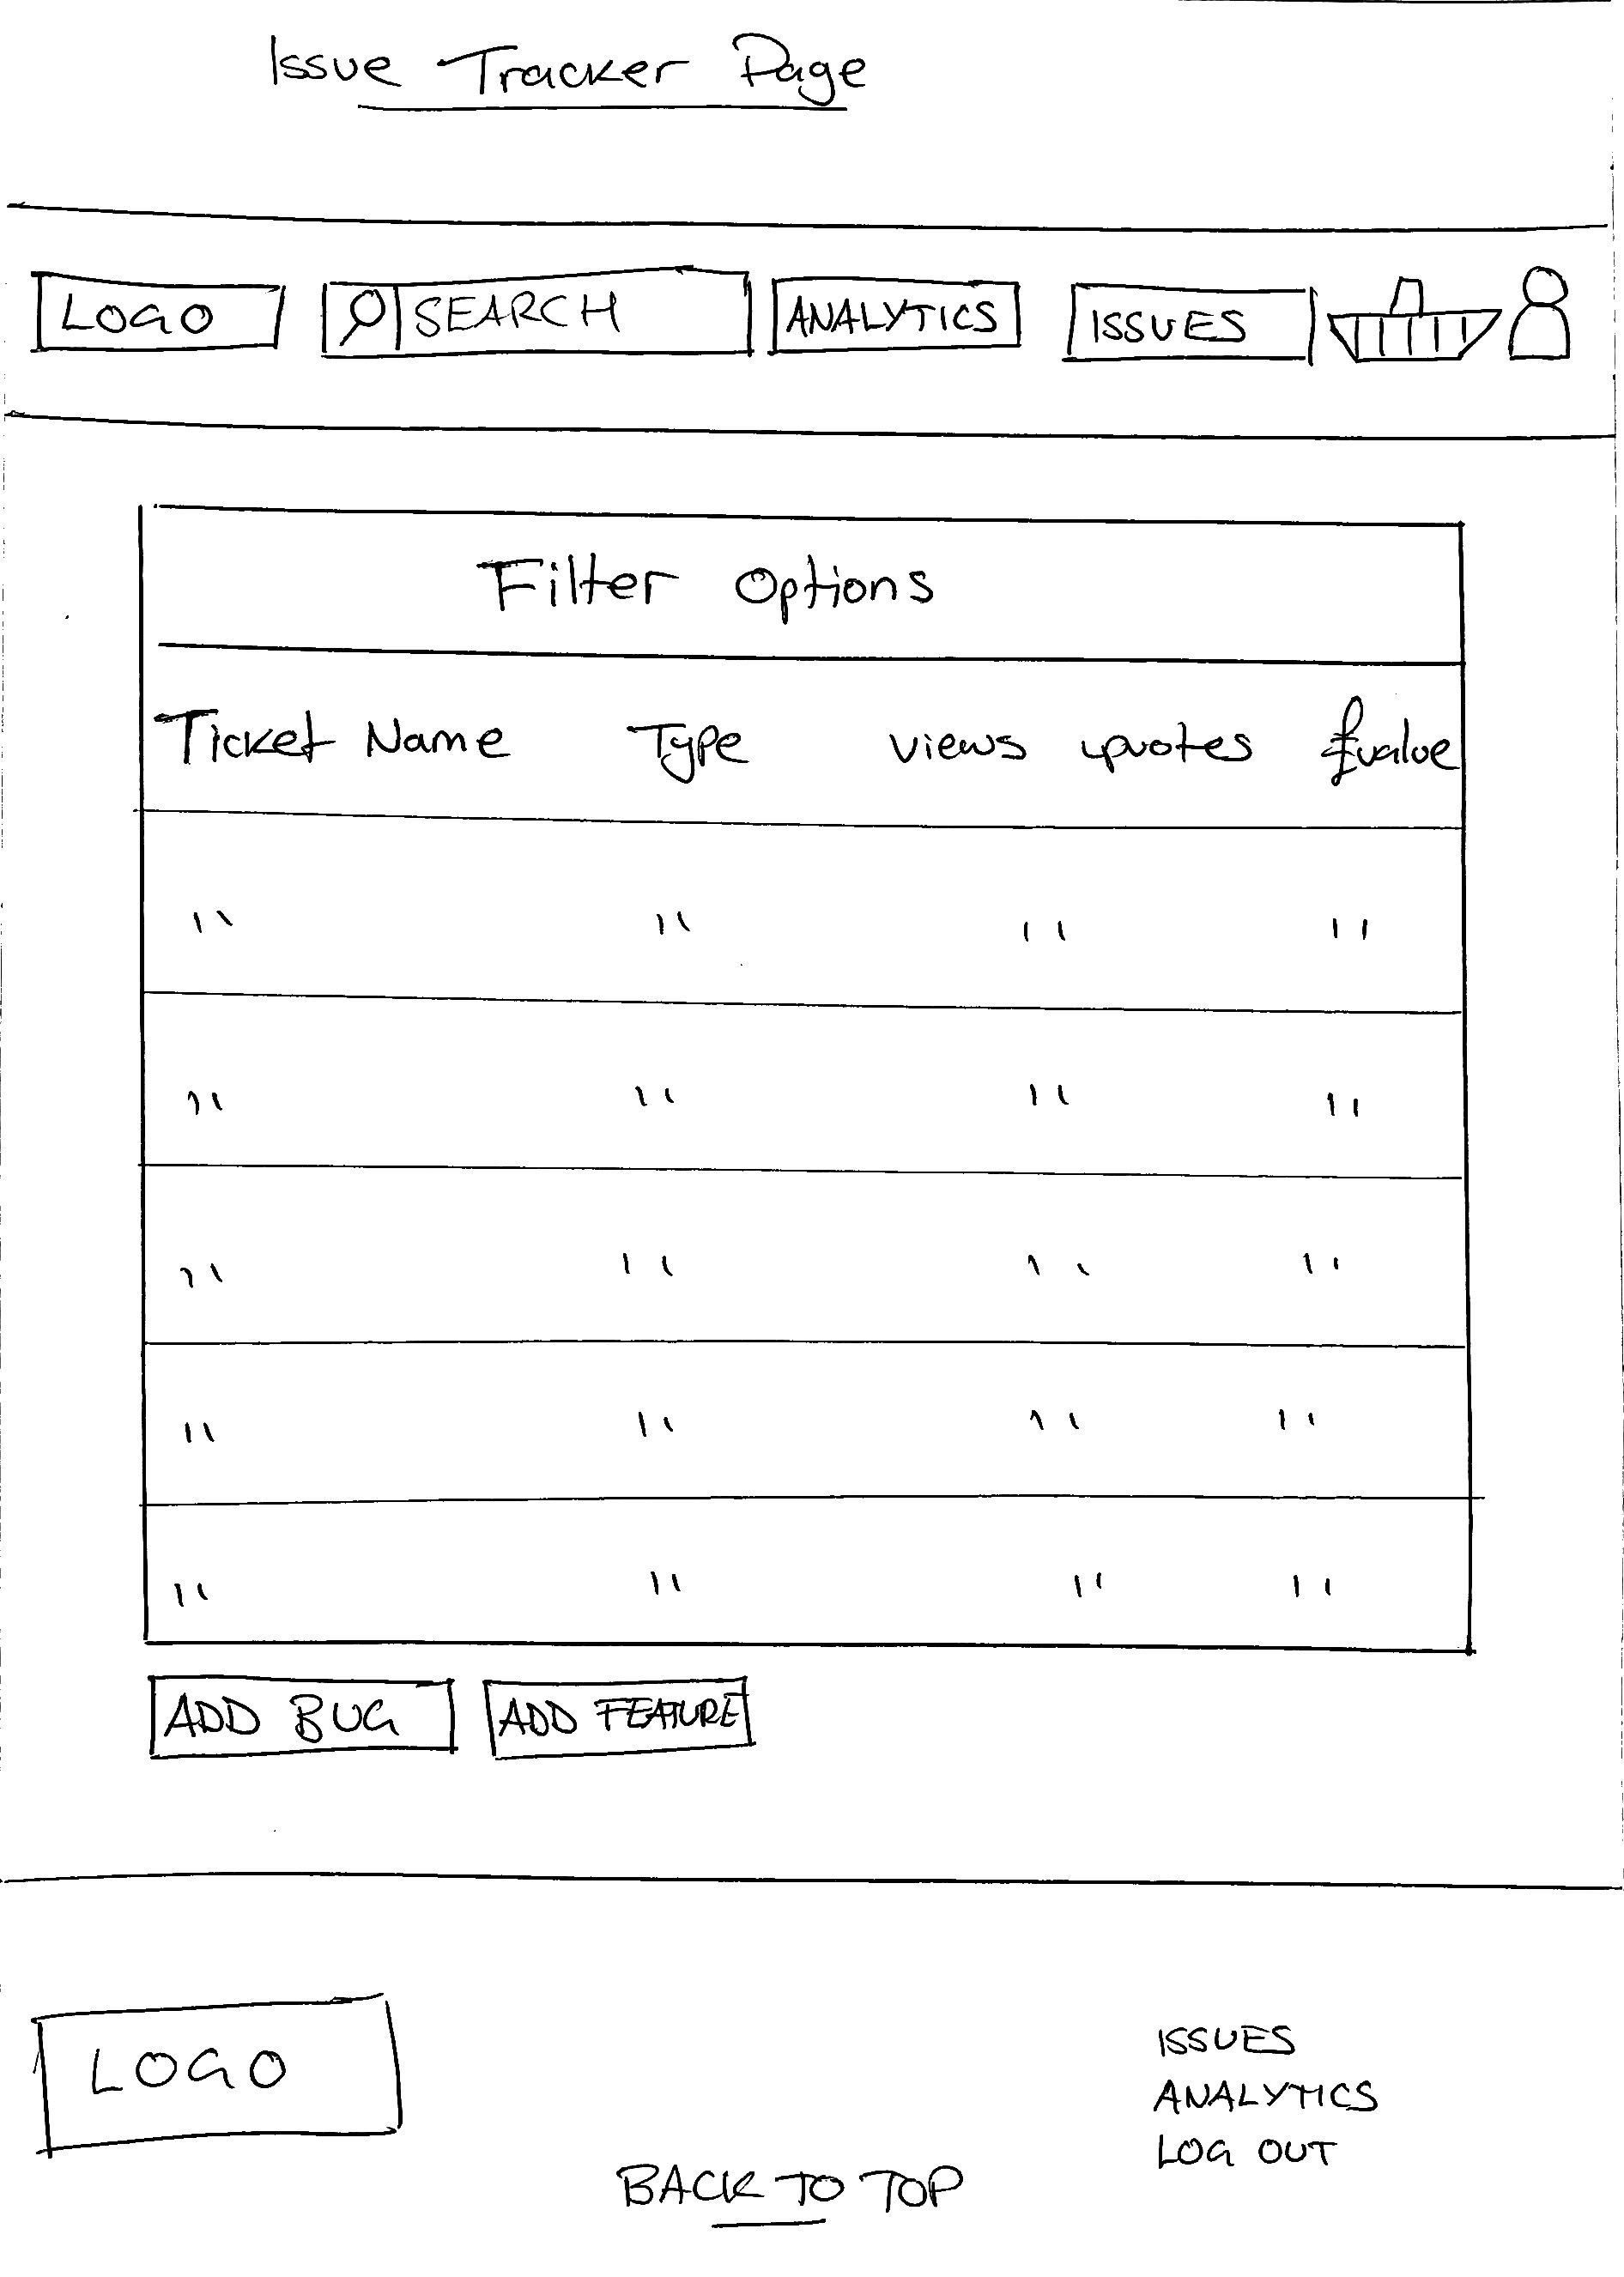 Issue Tracker Page
LOGO SEARCH ANALYTICS ISSUES
Filter Options
Ticket Name Type views upvotes £value
" " " "
" " " "
" " " "
" " " "
" " " "
ADD BUG ADD FEATURE
LOGO
ISSUES
ANALYTICS
LOG OUT
BACK TO TOP